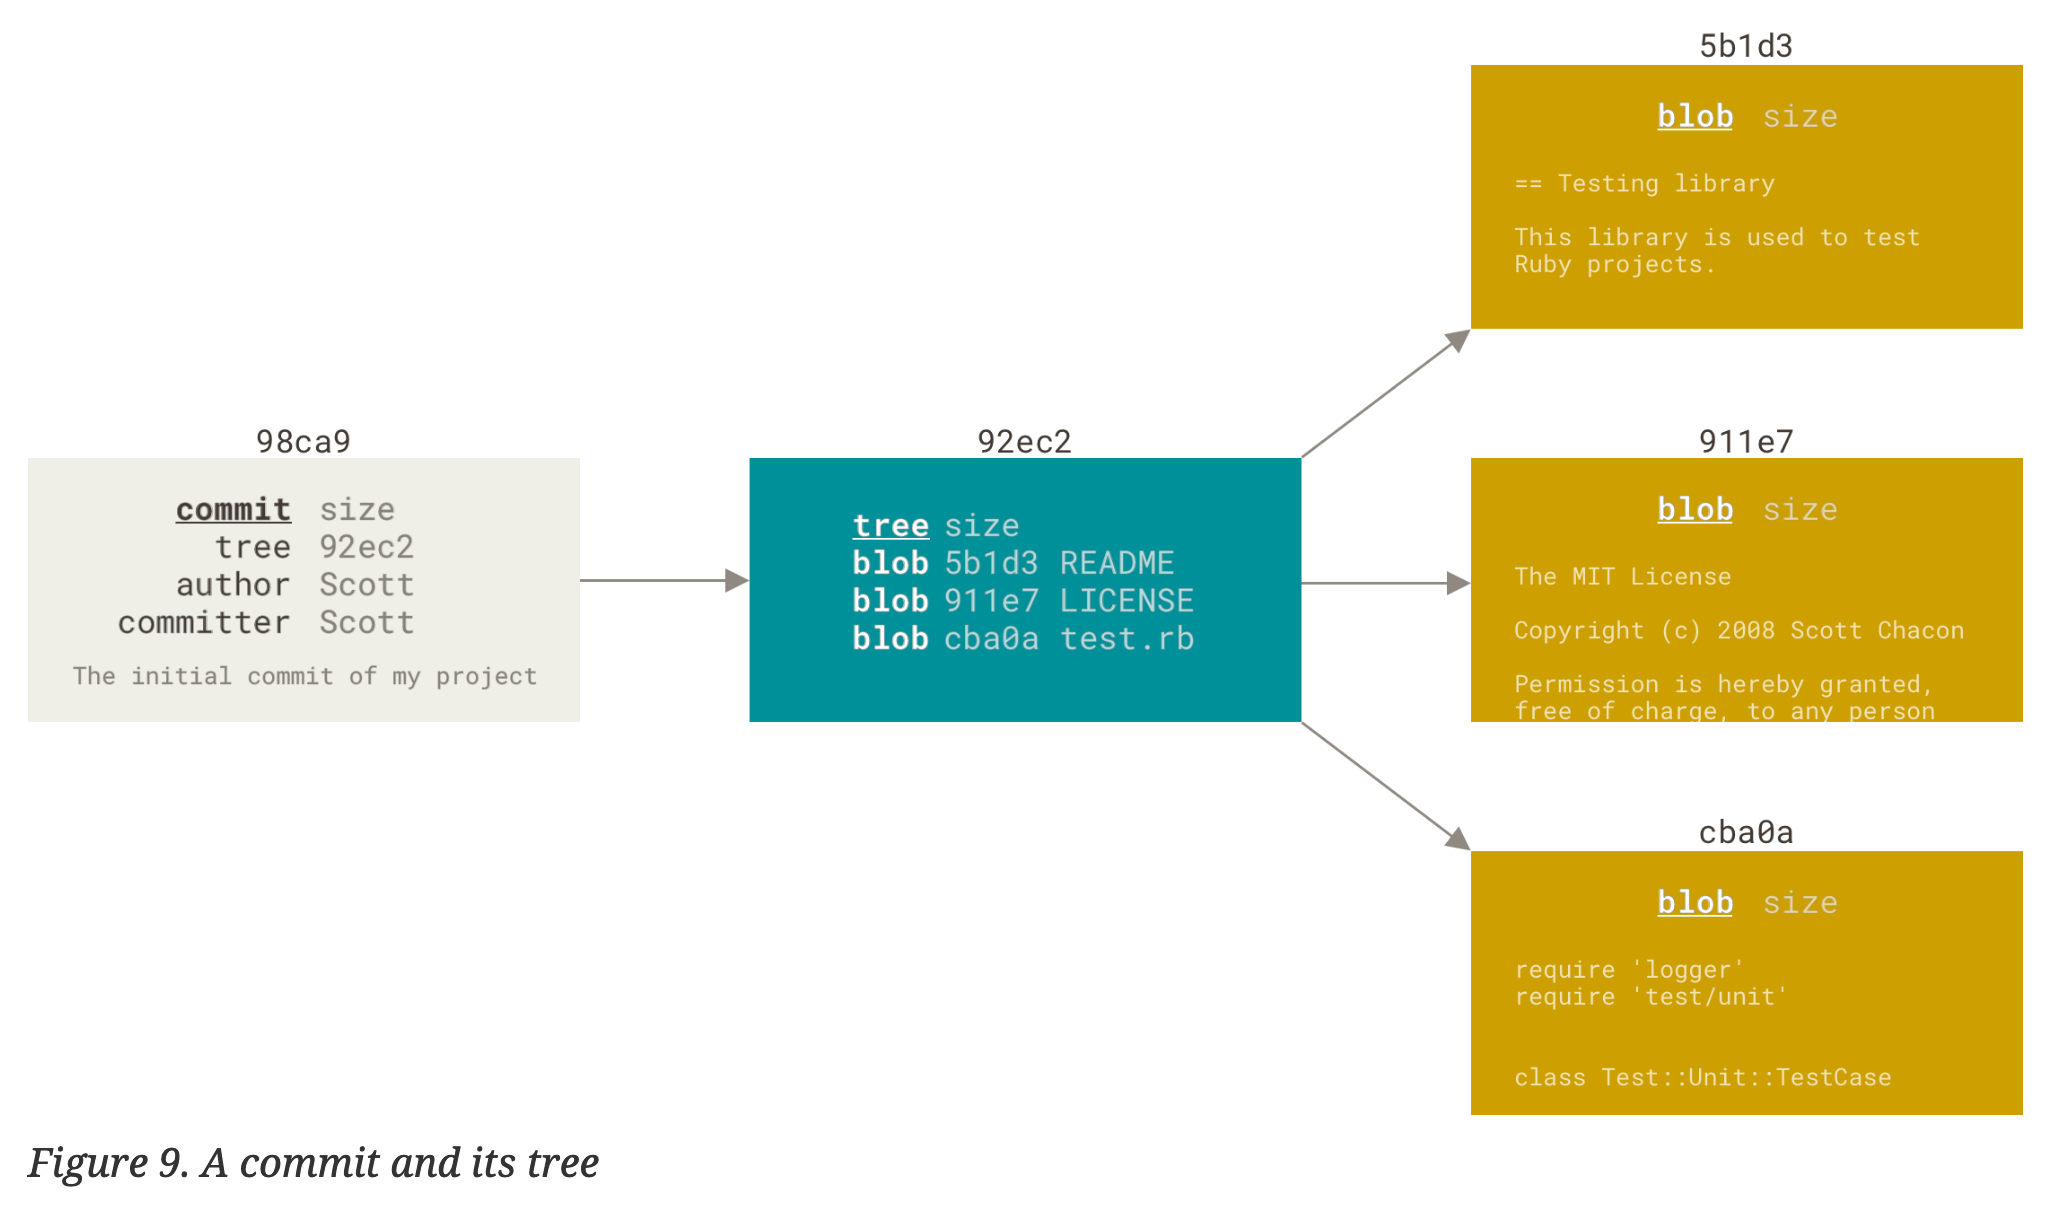 5b1d3
blob size
== Testing library
This library is used to test
Ruby projects.
98ca9
commit size
tree 92ec2
author Scott
committer Scott
The initial commit of my project
92ec2
tree size
blob 5b1d3 README
blob 911e7 LICENSE
blob cba0a test.rb
911e7
blob size
The MIT License
Copyright (c) 2008 Scott Chacon
Permission is hereby granted,
free of charge, to any person
cba0a
blob size
require 'logger'
require 'test/unit'
class Test::Unit::TestCase
Figure 9. A commit and its tree